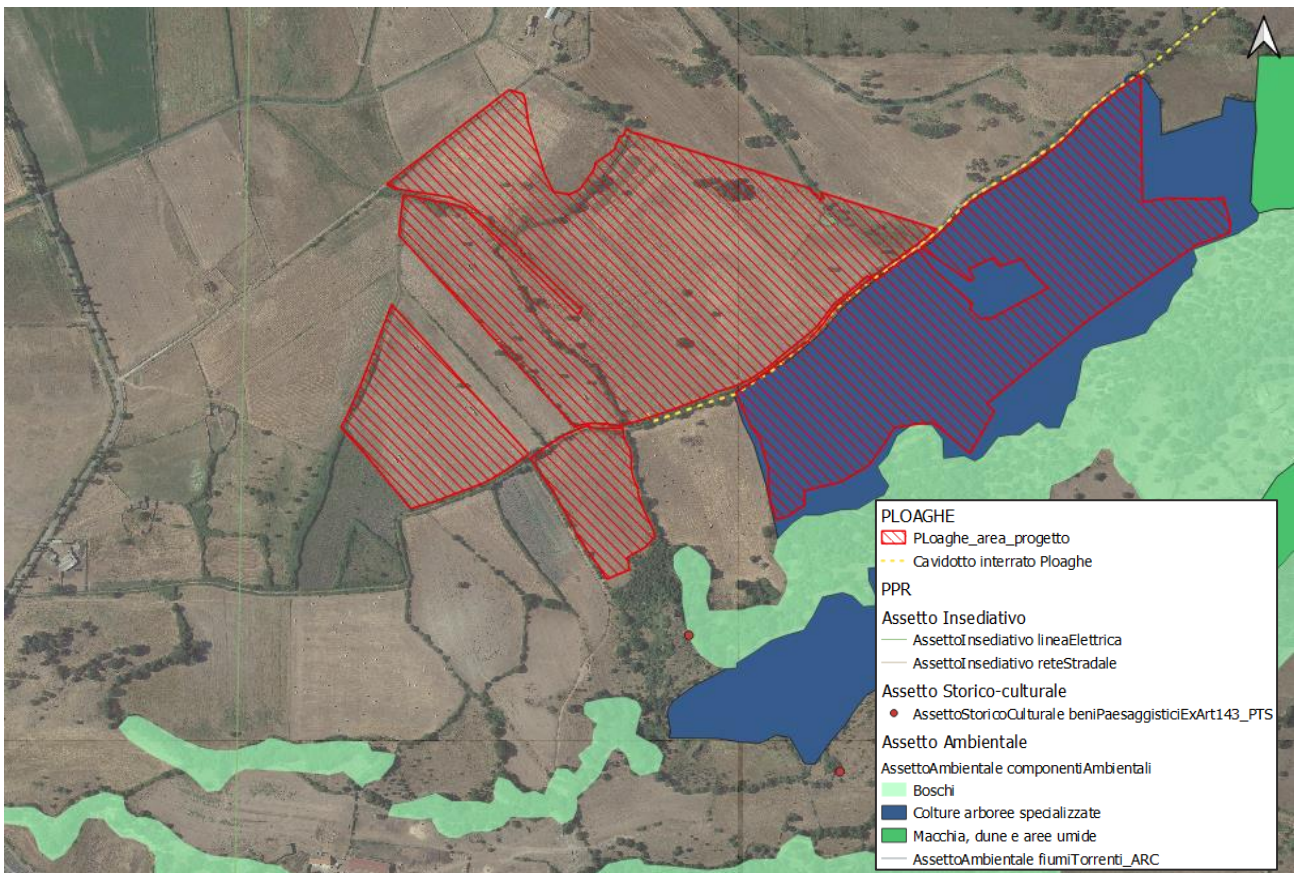 PLOAGHE
PLoaghe_area_progetto
Cavidotto interrato Ploaghe
PPR
Assetto Insediativo
AssettoInsediativo lineaElettrica
AssettoInsediativo reteStradale
Assetto Storico-culturale
AssettoStoricoCulturale beniPaesaggisticiExArt143_PTS
Assetto Ambientale
AssettoAmbientale componentiAmbientali
Boschi
Colture arboree specializzate
Macchia, dune e aree umide
AssettoAmbientale fiumiTorrenti_ARC